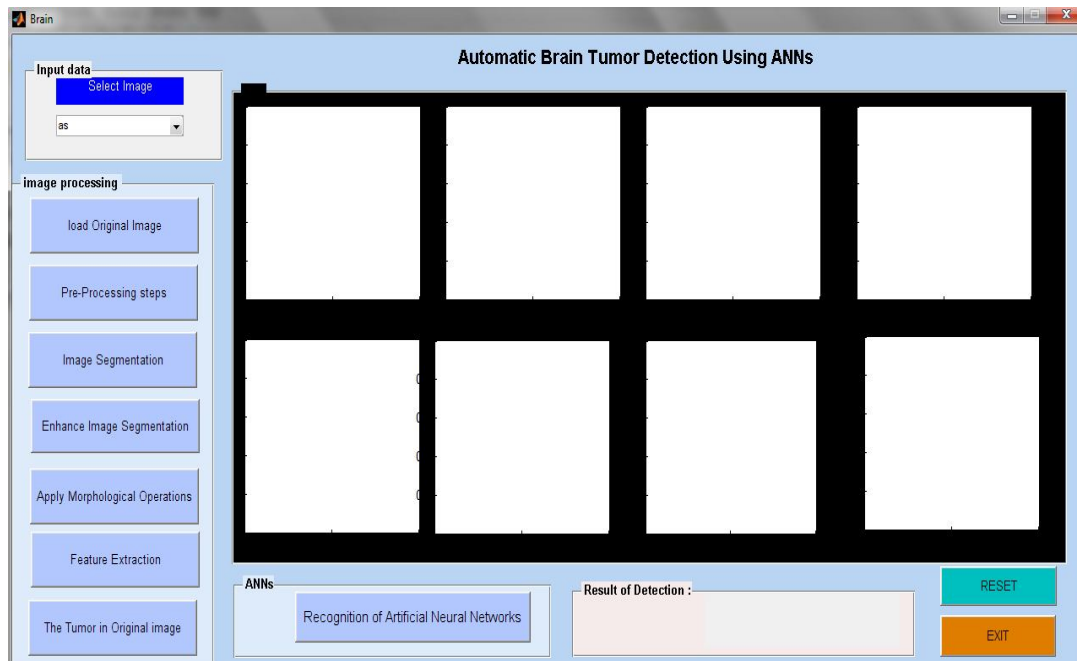 Brain
Automatic Brain Tumor Detection Using ANNs
Input data
Select Image
as
image processing
load Original Image
Pre-Processing steps
Image Segmentation
Enhance Image Segmentation
Apply Morphological Operations
Feature Extraction
The Tumor in Original image
ANNs
Recognition of Artificial Neural Networks
Result of Detection :
RESET
EXIT